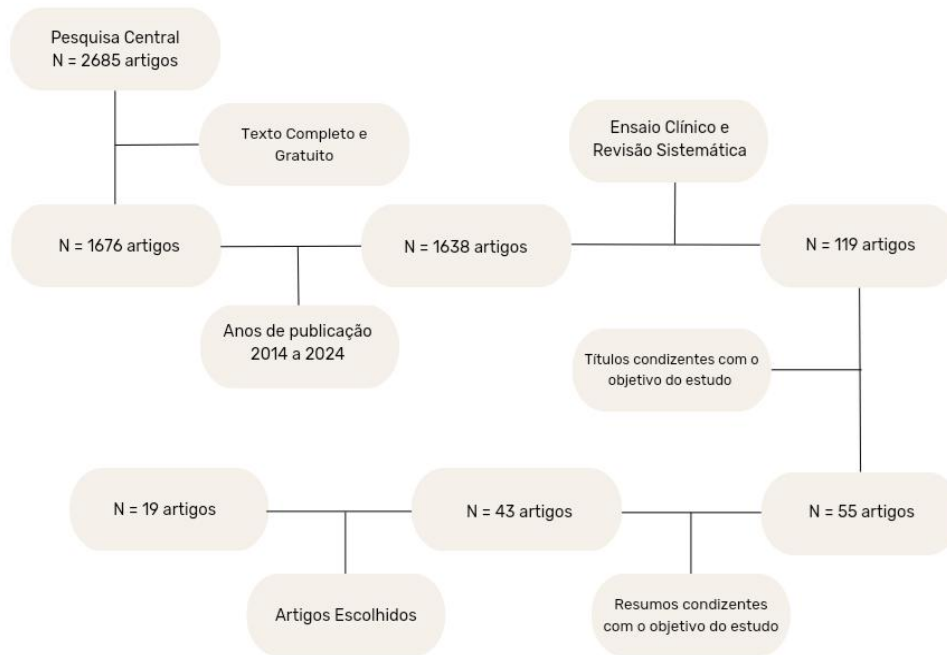 Pesquisa Central
N = 2685 artigos
Texto Completo e
Gratuito
Ensaio Clínico e
Revisão Sistemática
N = 1676 artigos
N = 1638 artigos
N = 119 artigos
Anos de publicação
2014 a 2024
Títulos condizentes com o
objetivo do estudo
N = 19 artigos
N = 43 artigos
N = 55 artigos
Artigos Escolhidos
Resumos condizentes
com o objetivo do estudo